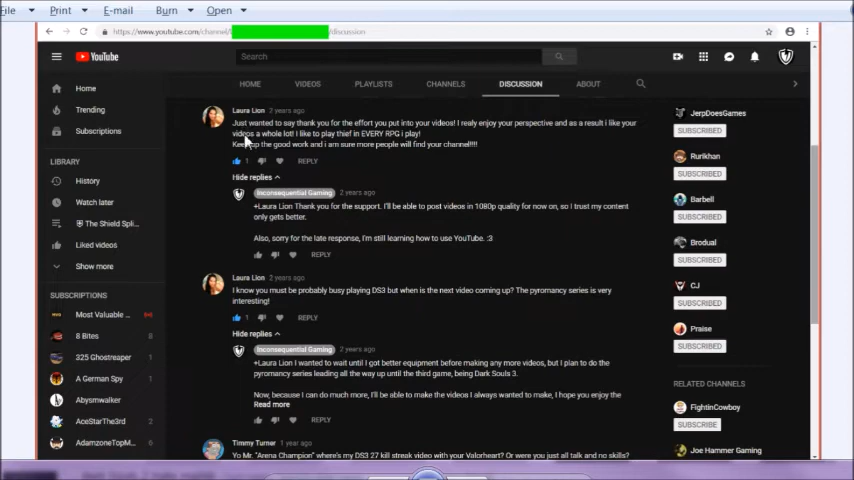 File Print E-mail Burn Open
https://www.youtube.com/channel/ /discussion
YouTube
Search
HOME VIDEOS PLAYLISTS CHANNELS DISCUSSION ABOUT
Home
Trending
Subscriptions
LIBRARY
History
Watch later
The Shield Spli...
Liked videos
Show more
SUBSCRIPTIONS
Most Valuable ...
8 Bites 8
325 Ghostreaper 3
A German Spy
Abysmwalker
AceStarThe3rd 2
AdamzoneTopM... 6
Laura Lion 2 years ago
Just wanted to say thank you for the effort you put into your videos! I realy enjoy your perspective and as a result i like your
videos a whole lot! I like to play thief in EVERY RPG i play!
Keep up the good work and i am sure more people will find your channel!!!!
1 REPLY
Hide replies
Inconsequential Gaming 2 years ago
+Laura Lion Thank you for the support. I'll be able to post videos in 1080p quality for now on, so I trust my content
only gets better.
Also, sorry for the late response, I'm still learning how to use YouTube. :3
REPLY
Laura Lion 2 years ago
I know you must be probably busy playing DS3 but when is the next video coming up? The pyromancy series is very
interesting!
1 REPLY
Hide replies
Inconsequential Gaming 2 years ago
+Laura Lion I wanted to wait until I got better equipment before making any more videos, but I plan to do the
pyromancy series leading all the way up until the third game, being Dark Souls 3.
Now, because I can do much more, I'll be able to make the videos I always wanted to make, I hope you enjoy the
Read more
REPLY
Timmy Turner 1 year ago
Yo Mr. "Arena Champion" where's my DS3 27 kill streak video with your Valorheart? Or were you just all talk and no skills?
JerpDoesGames
SUBSCRIBED
Rurikhan
SUBSCRIBED
Barbell
SUBSCRIBED
Brodual
SUBSCRIBED
CJ
SUBSCRIBED
Praise
SUBSCRIBED
RELATED CHANNELS
FightinCowboy
SUBSCRIBE
Joe Hammer Gaming